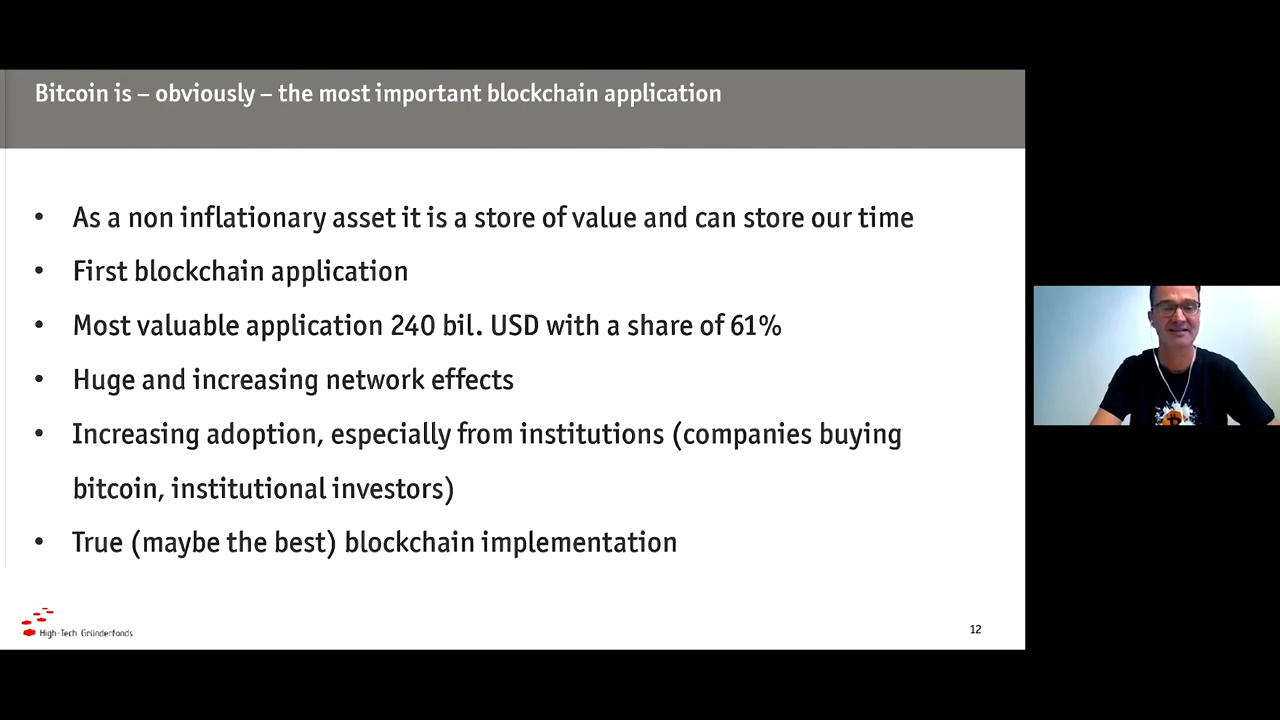 Bitcoin is – obviously – the most important blockchain application
• As a non inflationary asset it is a store of value and can store our time
• First blockchain application
• Most valuable application 240 bil. USD with a share of 61%
• Huge and increasing network effects
• Increasing adoption, especially from institutions (companies buying
bitcoin, institutional investors)
• True (maybe the best) blockchain implementation
High-Tech Gründerfonds
12